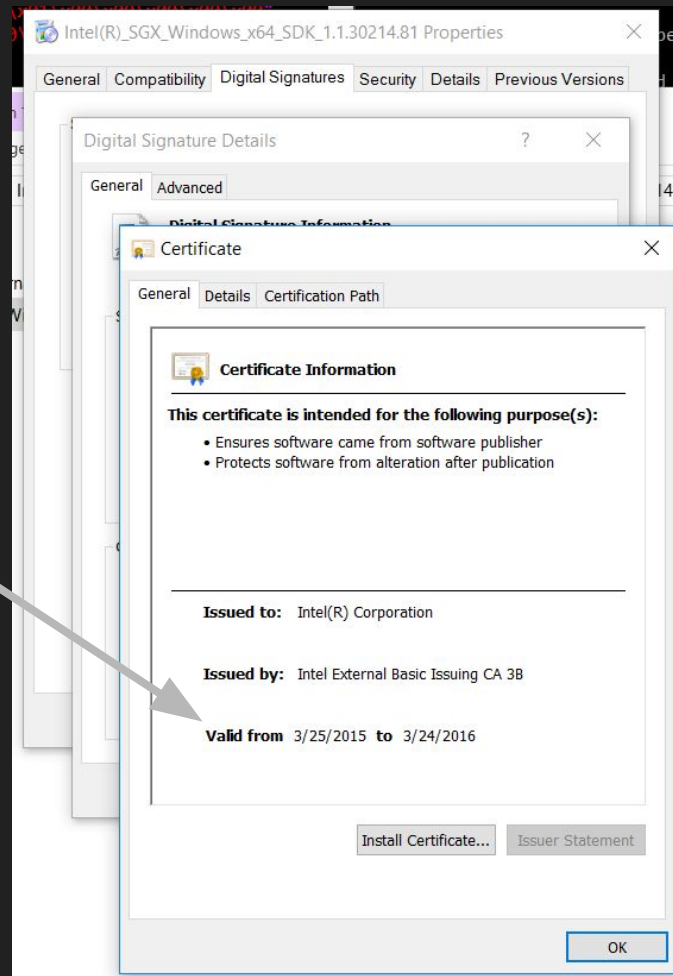 Intel(R)_SGX_Windows_x64_SDK_1.1.30214.81 Properties
General Compatibility Digital Signatures Security Details Previous Versions
Digital Signature Details ?
General Advanced
Digital Signature Information
Certificate
General Details Certification Path
Certificate Information
This certificate is intended for the following purpose(s):
• Ensures software came from software publisher
• Protects software from alteration after publication
Issued to: Intel(R) Corporation
Issued by: Intel External Basic Issuing CA 3B
Valid from 3/25/2015 to 3/24/2016
Install Certificate... Issuer Statement
OK